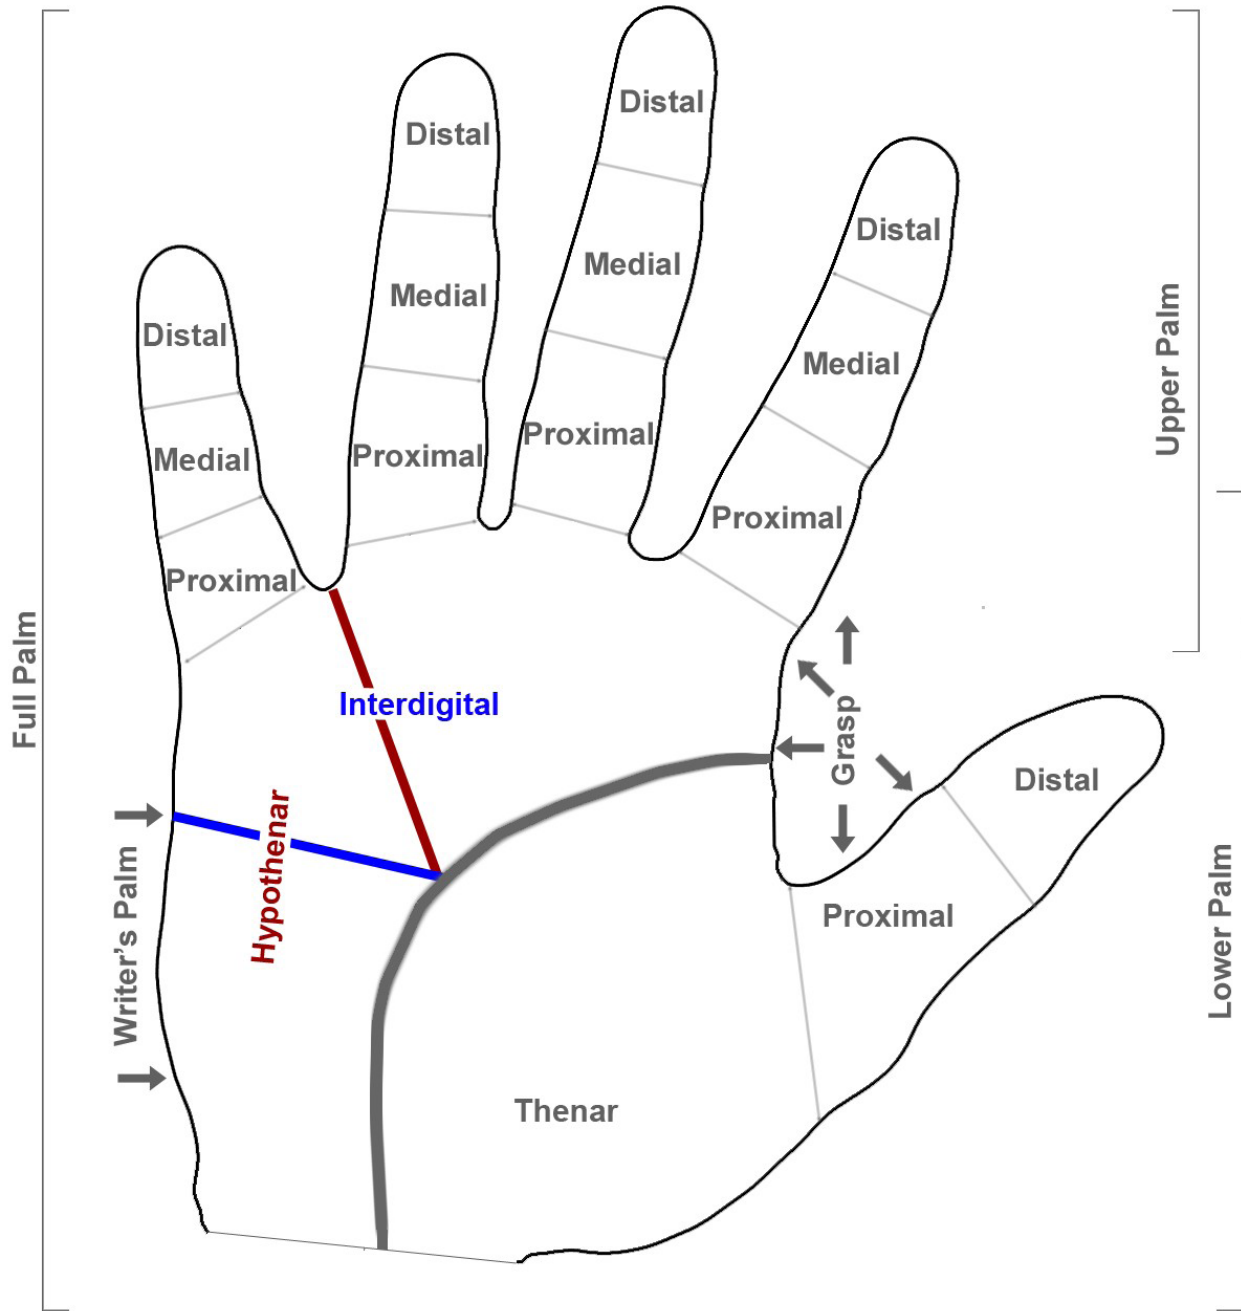 Distal
Distal
Distal
Distal
Medial
Medial
Distal
Medial
Proximal
Proximal
Medial
Proximal
Proximal
Upper Palm
Full Palm
Interdigital
Grasp
Distal
Hypothenar
Writer's Palm
Proximal
Lower Palm
Thenar